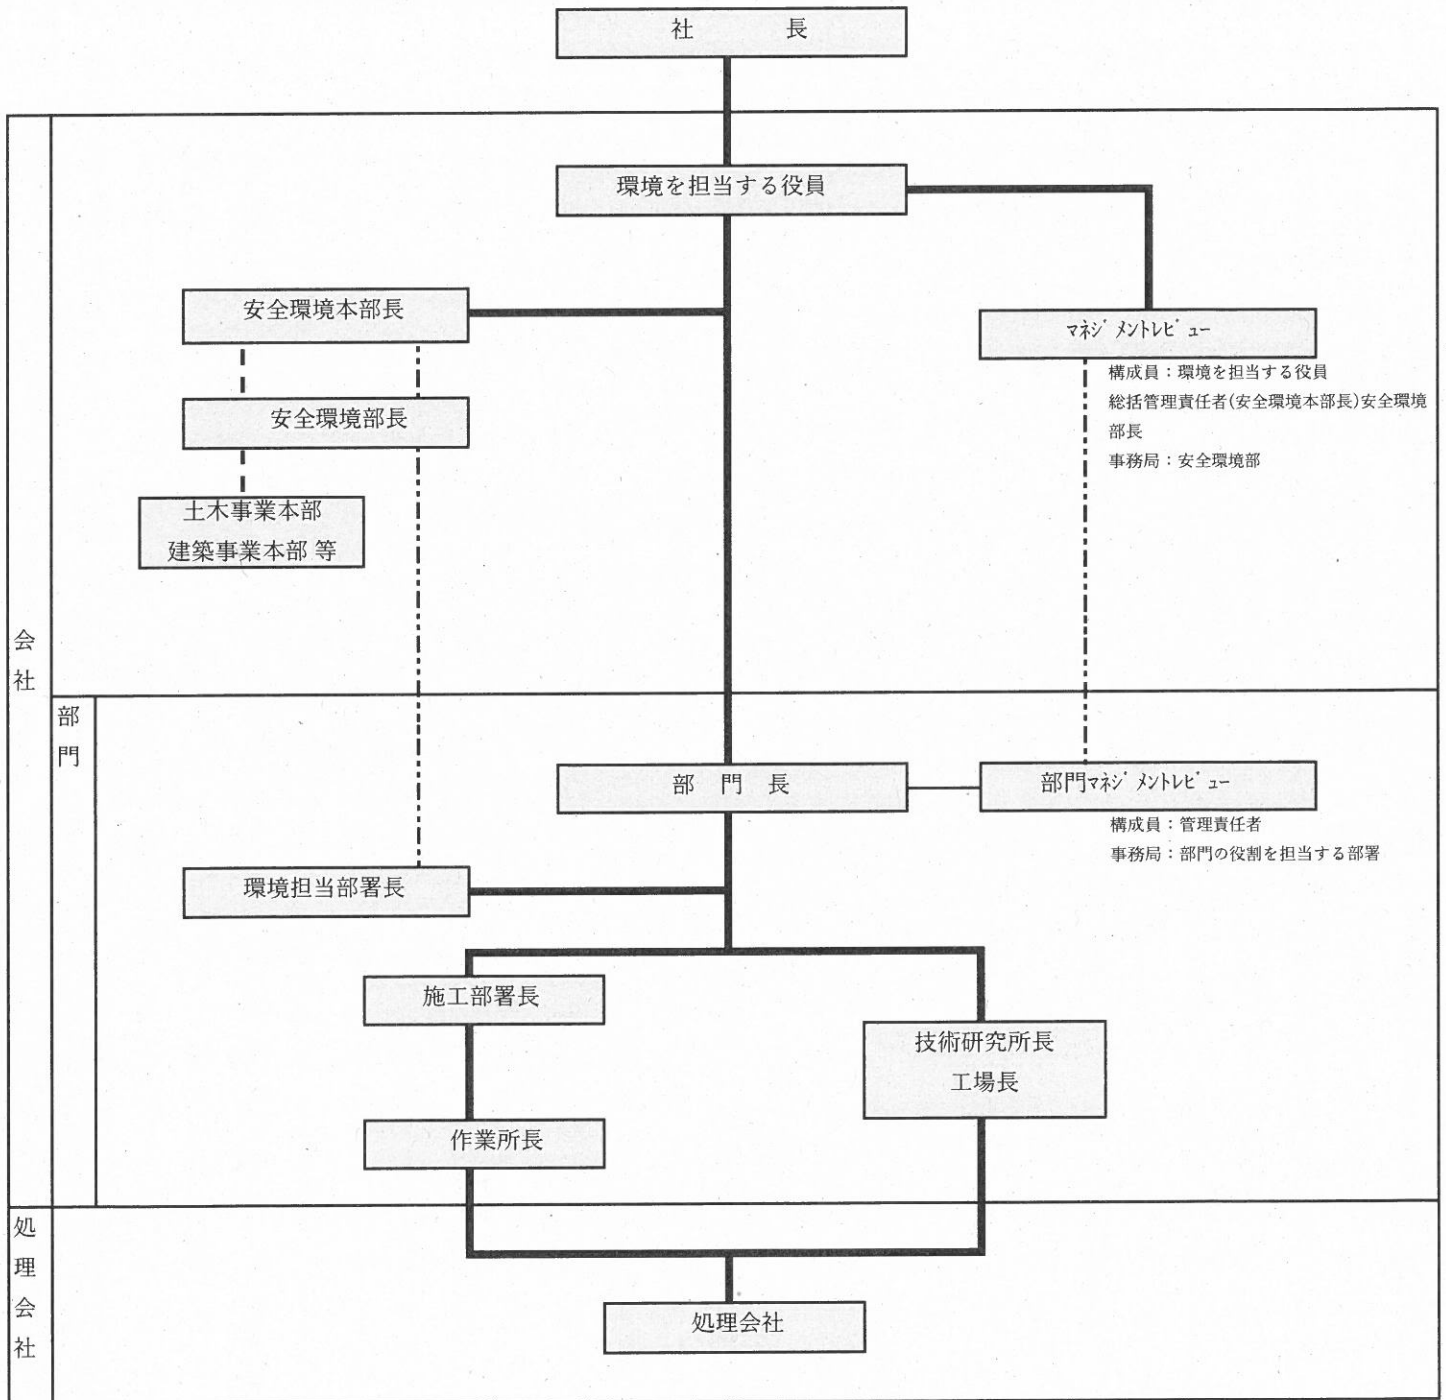 社　　　長
環境を担当する役員
安全環境本部長
ﾏﾈｼﾞﾒﾝﾄﾚﾋﾞｭｰ
構成員：環境を担当する役員
総括管理責任者(安全環境本部長)安全環境
部長
事務局：安全環境部
安全環境部長
土木事業本部
建築事業本部 等
会
社
部
門
部　門　長
部門ﾏﾈｼﾞﾒﾝﾄﾚﾋﾞｭｰ
構成員：管理責任者
事務局：部門の役割を担当する部署
環境担当部署長
施工部署長
技術研究所長
工場長
作業所長
処
理
会
社
処理会社